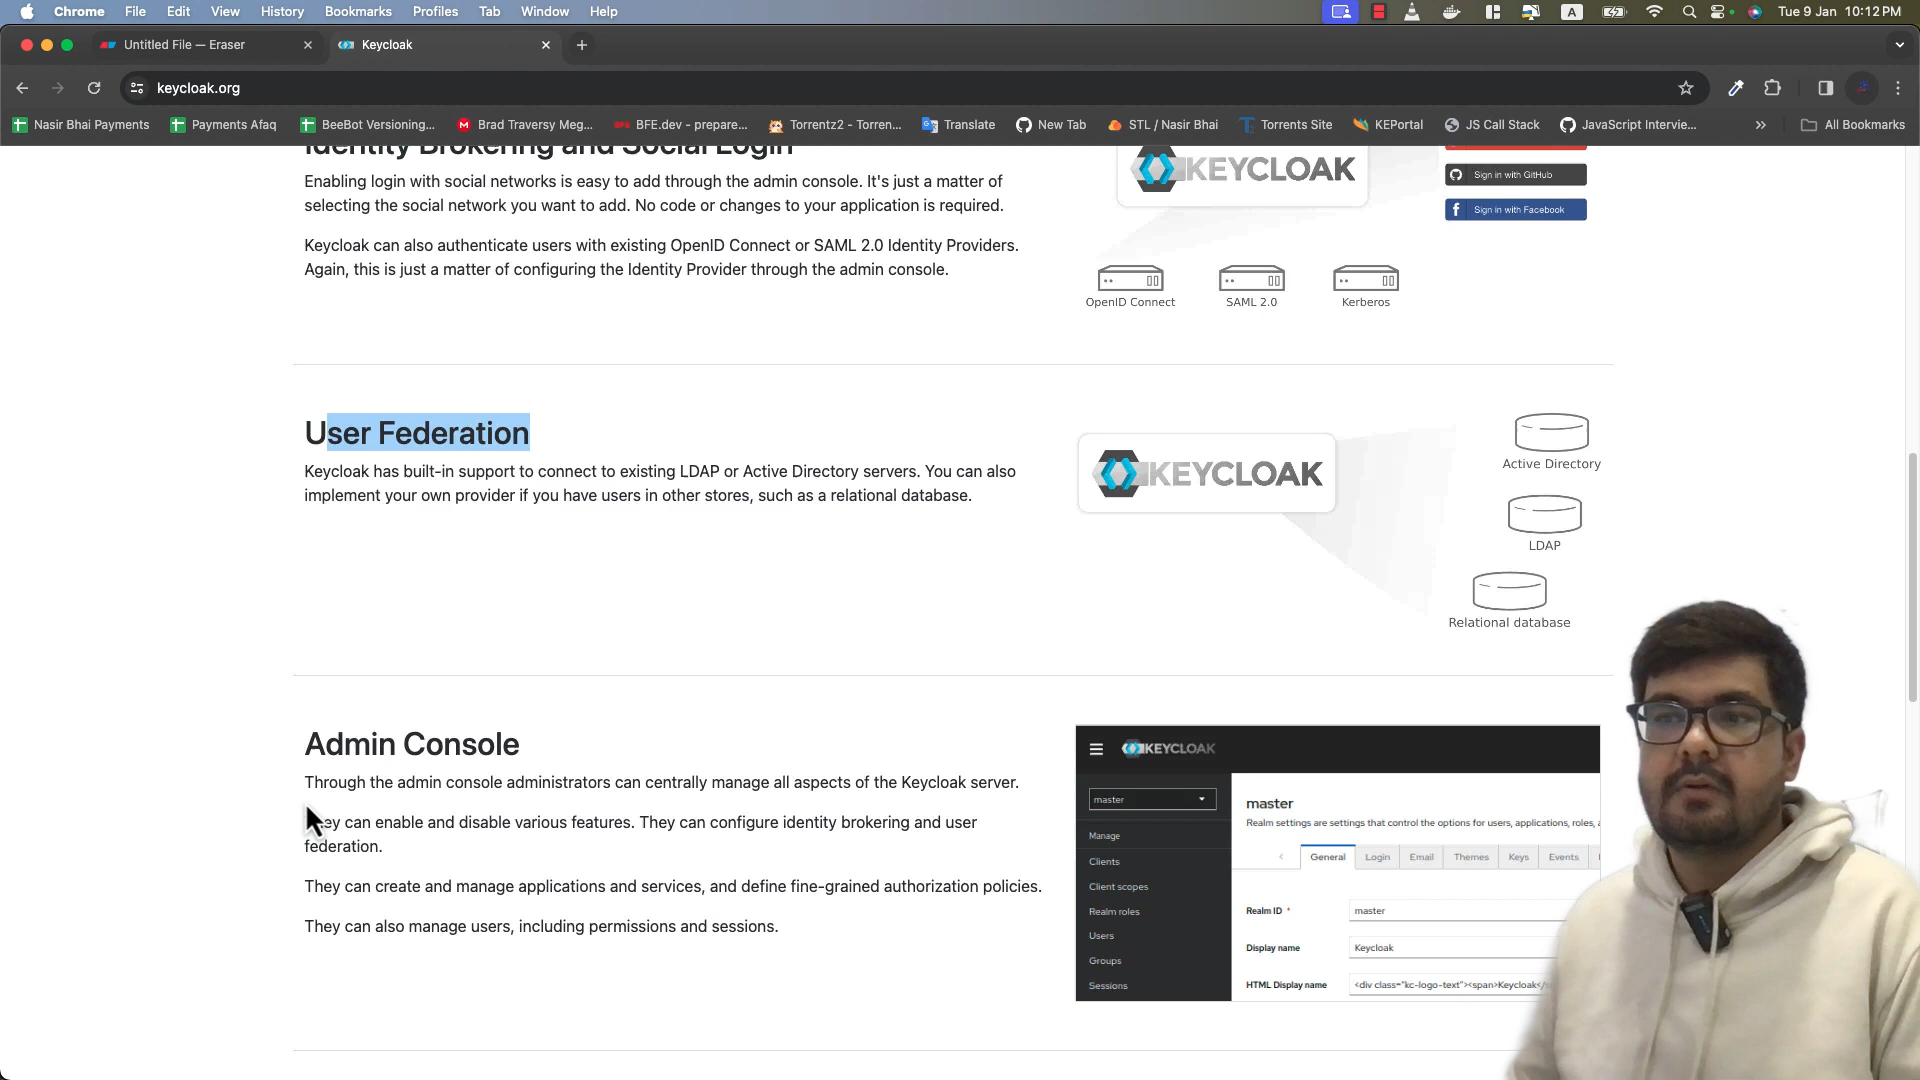 Chrome File Edit View History Bookmarks Profiles Tab Window Help
A
Tue 9 Jan 10:12 PM
Untitled File — Eraser
Keycloak
keycloak.org
Nasir Bhai Payments
Payments Afaq
BeeBot Versioning...
Brad Traversy Meg...
BFE.dev - prepare...
Torrentz2 - Torren...
Translate
New Tab
STL / Nasir Bhai
Torrents Site
KEPortal
JS Call Stack
JavaScript Intervie...
»
All Bookmarks
Identity Brokering and Social Login
Enabling login with social networks is easy to add through the admin console. It's just a matter of
selecting the social network you want to add. No code or changes to your application is required.
Keycloak can also authenticate users with existing OpenID Connect or SAML 2.0 Identity Providers.
Again, this is just a matter of configuring the Identity Provider through the admin console.
KEYCLOAK
Sign in with GitHub
Sign in with Facebook
OpenID Connect
SAML 2.0
Kerberos
User Federation
Keycloak has built-in support to connect to existing LDAP or Active Directory servers. You can also
implement your own provider if you have users in other stores, such as a relational database.
KEYCLOAK
Active Directory
LDAP
Relational database
Admin Console
Through the admin console administrators can centrally manage all aspects of the Keycloak server.
They can enable and disable various features. They can configure identity brokering and user
federation.
They can create and manage applications and services, and define fine-grained authorization policies.
They can also manage users, including permissions and sessions.
KEYCLOAK
master
Manage
Clients
Client scopes
Realm roles
Users
Groups
Sessions
master
Realm settings are settings that control the options for users, applications, roles,
General Login Email Themes Keys Events
Realm ID * master
Display name Keycloak
HTML Display name <div class="kc-logo-text"><span>Keycloak</